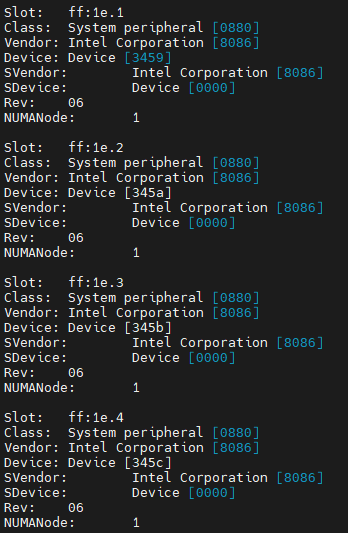 Slot:   ff:1e.1
Class:  System peripheral [0880]
Vendor: Intel Corporation [8086]
Device: Device [3459]
SVendor:        Intel Corporation [8086]
SDevice:        Device [0000]
Rev:    06
NUMANode:       1
Slot:   ff:1e.2
Class:  System peripheral [0880]
Vendor: Intel Corporation [8086]
Device: Device [345a]
SVendor:        Intel Corporation [8086]
SDevice:        Device [0000]
Rev:    06
NUMANode:       1
Slot:   ff:1e.3
Class:  System peripheral [0880]
Vendor: Intel Corporation [8086]
Device: Device [345b]
SVendor:        Intel Corporation [8086]
SDevice:        Device [0000]
Rev:    06
NUMANode:       1
Slot:   ff:1e.4
Class:  System peripheral [0880]
Vendor: Intel Corporation [8086]
Device: Device [345c]
SVendor:        Intel Corporation [8086]
SDevice:        Device [0000]
Rev:    06
NUMANode:       1